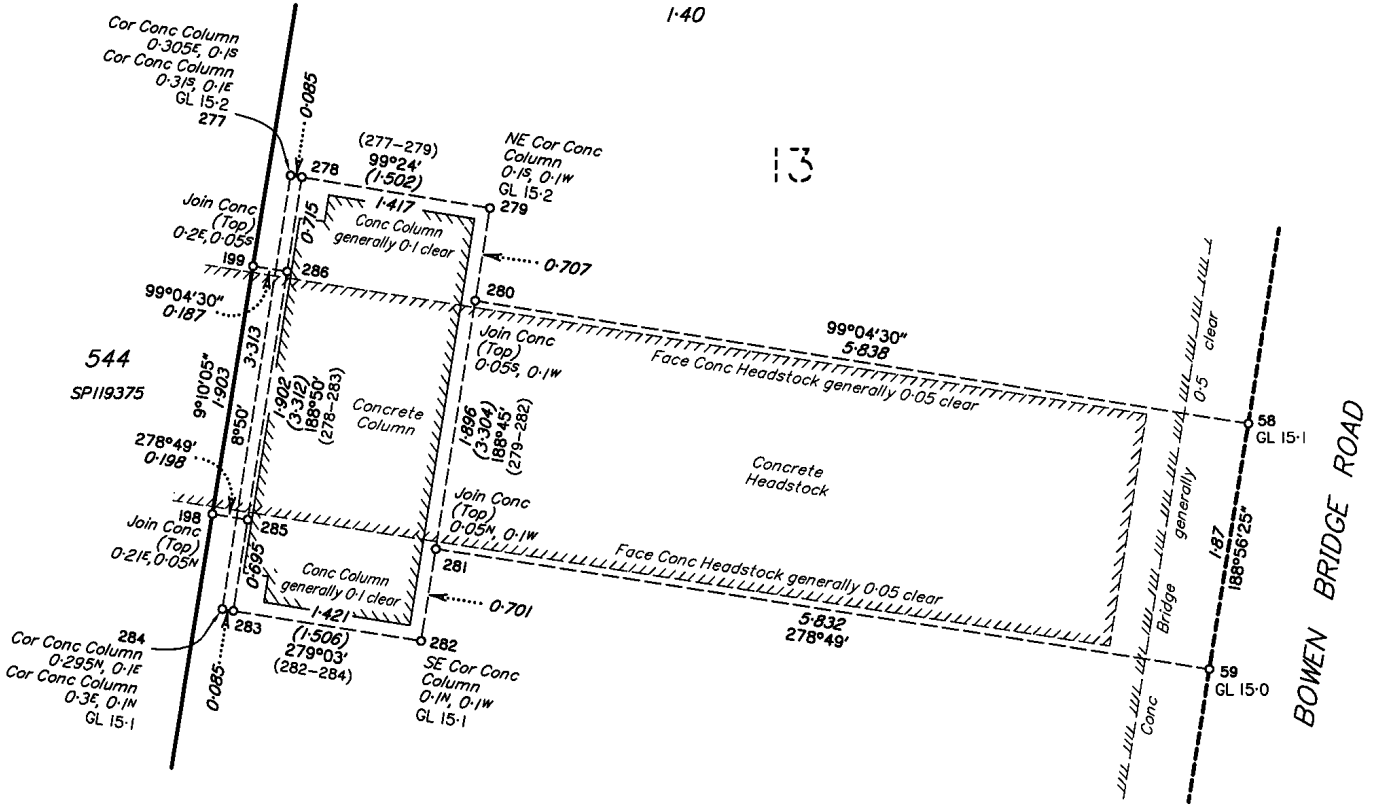 1·40
Cor Conc Column
0·305E, 0·1S
Cor Conc Column
0·31S, 0·1E
GL 15·2
277
0·085
278
(277–279)
99°24'
(1·502)
1·417
NE Cor Conc
Column
0·1S, 0·1W
GL 15·2
279
13
Join Conc
(Top)
0·2E, 0·05S
199
0·715
Conc Column
generally 0·1 clear
0·707
286
280
99°04'30"
0·187
Join Conc
(Top)
0·05S, 0·1W
99°04'30"
5·838
Face Conc Headstock generally 0·05 clear
544
SP119375
9°10'05"
1·903
3·313
8°50'
1·902
(3·312)
188°50'
(278–283)
Concrete
Column
1·896
(3·304)
188°45'
(279–282)
Concrete
Headstock
Conc
Bridge
generally
0·5
clear
58
GL 15·1
1·87
188°56'25"
BOWEN BRIDGE ROAD
278°49'
0·198
198
Join Conc
(Top)
0·21E, 0·05N
285
0·695
Join Conc
(Top)
0·05N, 0·1W
281
Conc Column
generally 0·1 clear
0·701
Face Conc Headstock generally 0·05 clear
5·832
278°49'
59
GL 15·0
284
Cor Conc Column
0·295N, 0·1E
Cor Conc Column
0·3E, 0·1N
GL 15·1
0·085
283
1·421
(1·506)
279°03'
(282–284)
282
SE Cor Conc
Column
0·1N, 0·1W
GL 15·1